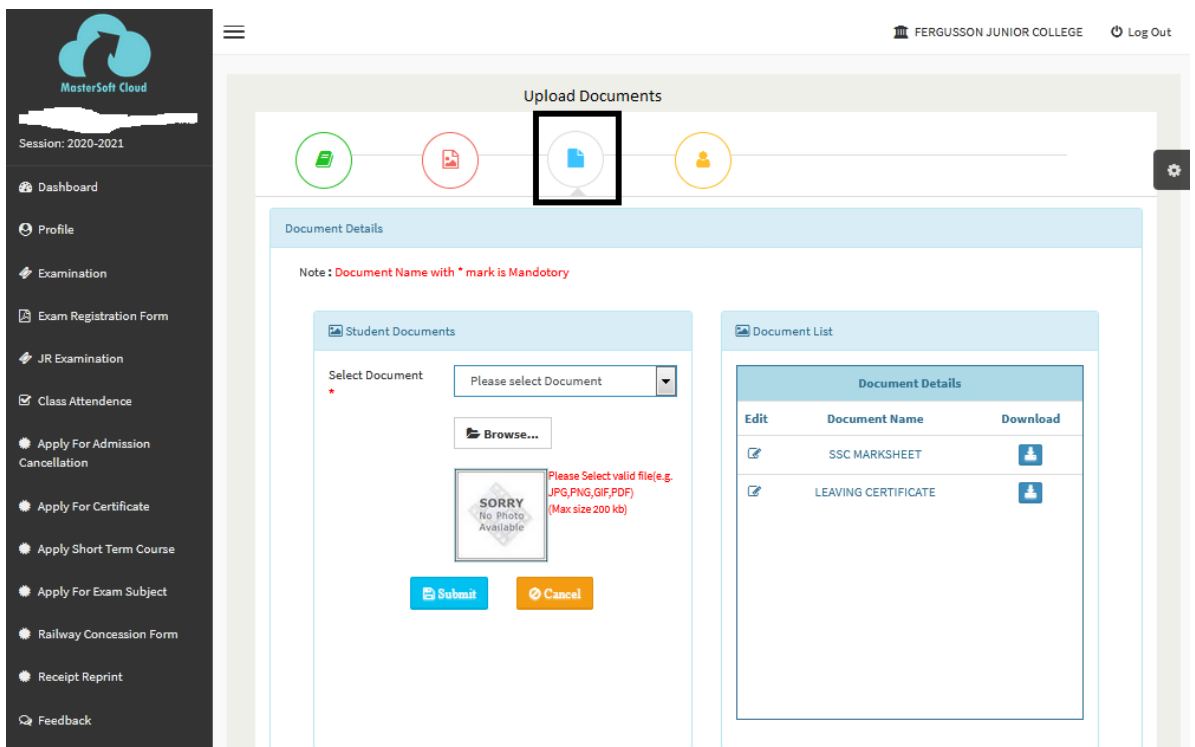 FERGUSSON JUNIOR COLLEGE
Log Out
MasterSoft Cloud
Session: 2020-2021
Dashboard
Profile
Examination
Exam Registration Form
JR Examination
Class Attendence
Apply For Admission
Cancellation
Apply For Certificate
Apply Short Term Course
Apply For Exam Subject
Railway Concession Form
Receipt Reprint
Feedback
Upload Documents
Document Details
Note : Document Name with * mark is Mandotory
Student Documents
Select Document
*
Please select Document
Browse...
SORRY
No Photo
Available
Please Select valid file(e.g.
JPG,PNG,GIF,PDF)
(Max size 200 kb)
Submit
Cancel
Document List
Document Details
Edit Document Name Download
SSC MARKSHEET
LEAVING CERTIFICATE